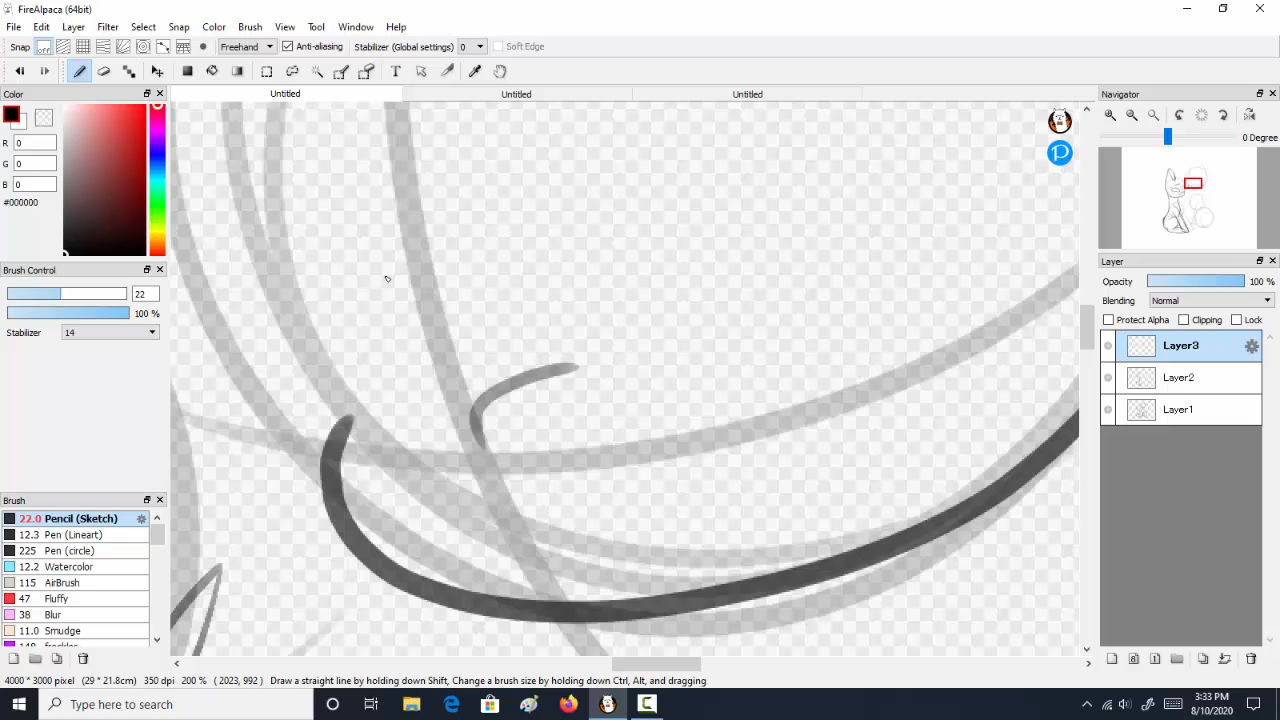 FireAlpaca (64bit)
File Edit Layer Filter Select Snap Color Brush View Tool Window Help
Snap Freehand Anti-aliasing Stabilizer (Global settings) 0 Soft Edge
T
Untitled Untitled Untitled
Color
R 0
G 0
B 0
#000000
Brush Control
22
100 %
Stabilizer 14
Brush
22.0 Pencil (Sketch)
12.3 Pen (Lineart)
225 Pen (circle)
12.2 Watercolor
115 AirBrush
47 Fluffy
38 Blur
11.0 Smudge
Navigator
0 Degree
Layer
Opacity 100 %
Blending Normal
Protect Alpha Clipping Lock
Layer3
Layer2
Layer1
4000 * 3000 pixel (29 * 21.8cm) 350 dpi 200 % ( 2023, 992 ) Draw a straight line by holding down Shift, Change a brush size by holding down Ctrl, Alt, and dragging
Type here to search
3:33 PM
8/10/2020